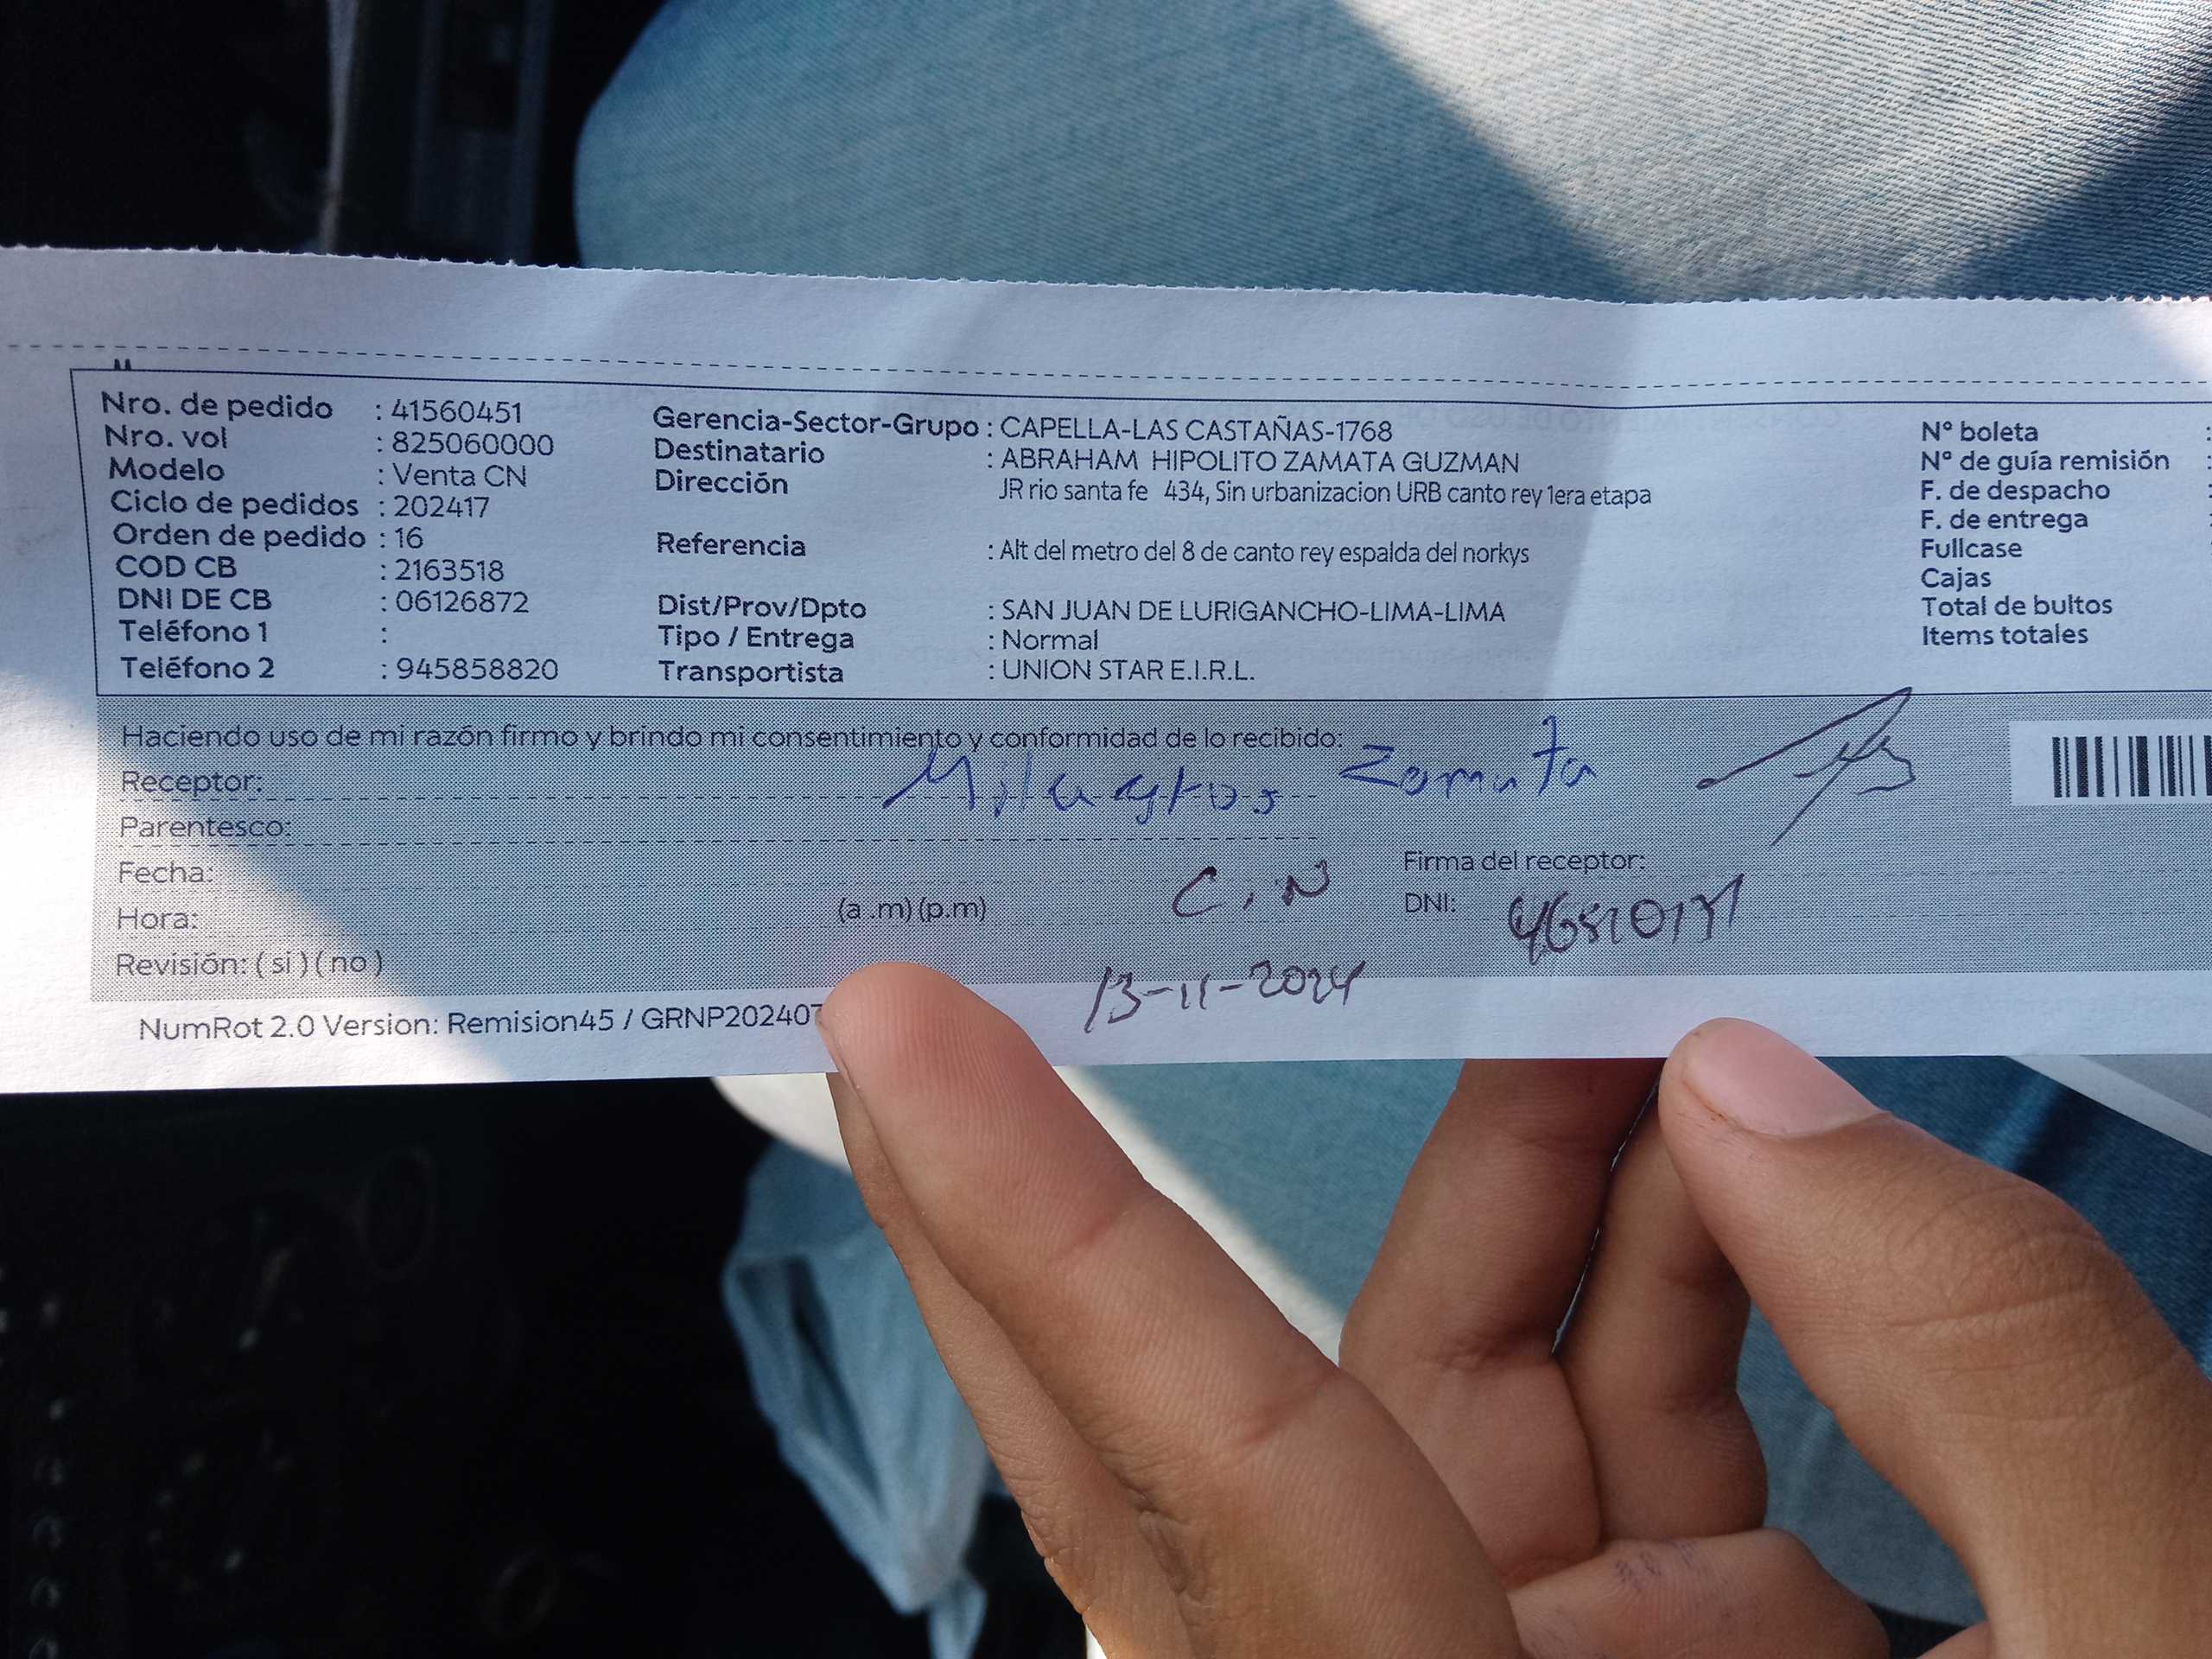 Nro. de pedido : 41560451
Nro. vol : 825060000
Modelo : Venta CN
Ciclo de pedidos : 202417
Orden de pedido : 16
COD CB : 2163518
DNI DE CB : 06126872
Teléfono 1 :
Teléfono 2 : 945858820
Gerencia-Sector-Grupo : CAPELLA-LAS CASTAÑAS-1768
Destinatario : ABRAHAM HIPOLITO ZAMATA GUZMAN
Dirección JR rio santa fe 434, Sin urbanizacion URB canto rey 1era etapa
Referencia : Alt del metro del 8 de canto rey espalda del norkys
Dist/Prov/Dpto : SAN JUAN DE LURIGANCHO-LIMA-LIMA
Tipo / Entrega : Normal
Transportista : UNION STAR E.I.R.L.
N° boleta :
N° de guía remisión :
F. de despacho :
F. de entrega :
Fullcase :
Cajas
Total de bultos
Items totales
Haciendo uso de mi razón firmo y brindo mi consentimiento y conformidad de lo recibido:
Receptor: Milagros Zamata
Parentesco:
Fecha: C.N
Hora: (a .m) (p.m)
Revisión: ( si ) ( no )
13-11-2024
Firma del receptor:
DNI:
NumRot 2.0 Version: Remision45 / GRNP202407